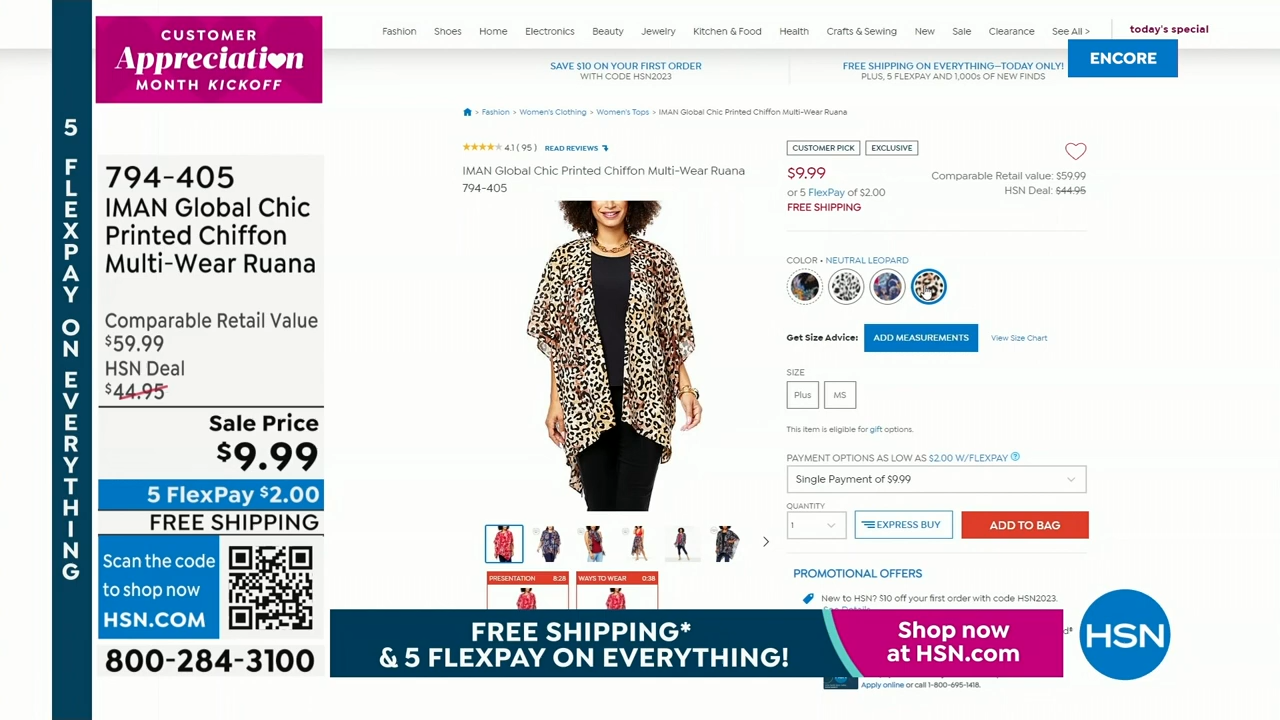 CUSTOMER
Appreciation
MONTH KICKOFF
5 FLEXPAY ON EVERYTHING
794-405
IMAN Global Chic
Printed Chiffon
Multi-Wear Ruana
Comparable Retail Value
$59.99
HSN Deal
$44.95
Sale Price
$9.99
5 FlexPay $2.00
FREE SHIPPING
Scan the code
to shop now
HSN.COM
800-284-3100
Fashion Shoes Home Electronics Beauty Jewelry Kitchen & Food Health Crafts & Sewing New Sale Clearance See All > today's special
ENCORE
SAVE $10 ON YOUR FIRST ORDER
WITH CODE HSN2023
FREE SHIPPING ON EVERYTHING—TODAY ONLY!
PLUS, 5 FLEXPAY AND 1,000s OF NEW FINDS
> Fashion > Women's Clothing > Women's Tops > IMAN Global Chic Printed Chiffon Multi-Wear Ruana
4.1 ( 95 ) READ REVIEWS
IMAN Global Chic Printed Chiffon Multi-Wear Ruana
794-405
CUSTOMER PICK EXCLUSIVE
$9.99
Comparable Retail value: $59.99
or 5 FlexPay of $2.00
HSN Deal: $44.95
FREE SHIPPING
COLOR • NEUTRAL LEOPARD
Get Size Advice: ADD MEASUREMENTS View Size Chart
SIZE
Plus MS
This item is eligible for gift options.
PAYMENT OPTIONS AS LOW AS $2.00 W/FLEXPAY ?
Single Payment of $9.99
QUANTITY
1 EXPRESS BUY ADD TO BAG
PRESENTATION 8:28 WAYS TO WEAR 0:38
PROMOTIONAL OFFERS
New to HSN? $10 off your first order with code HSN2023.
See Details
FREE SHIPPING*
& 5 FLEXPAY ON EVERYTHING!
Shop now
at HSN.com
HSN
Apply online or call 1-800-695-1418.